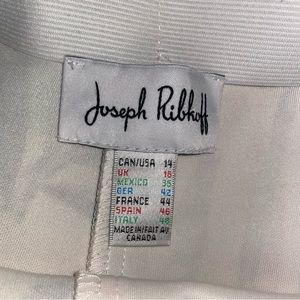 Joseph Ribkoff
CAN/USA 14
UK 16
MEXICO 36
GER 42
FRANCE 44
SPAIN 46
ITALY 48
MADE IN/FAIT AU
CANADA